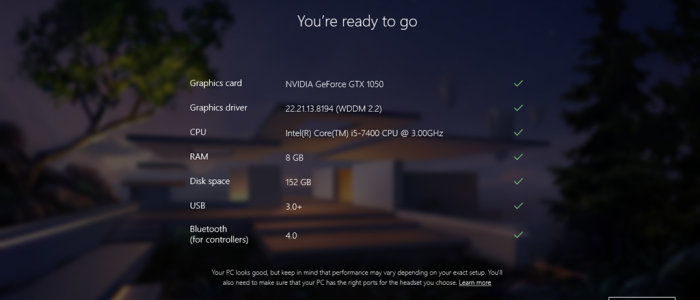 You're ready to go
Graphics card NVIDIA GeForce GTX 1050
Graphics driver 22.21.13.8194 (WDDM 2.2)
CPU Intel(R) Core(TM) i5-7400 CPU @ 3.00GHz
RAM 8 GB
Disk space 152 GB
USB 3.0+
Bluetooth
(for controllers) 4.0
Your PC looks good, but keep in mind that performance may vary depending on your exact setup. You'll
also need to make sure that your PC has the right ports for the headset you choose. Learn more